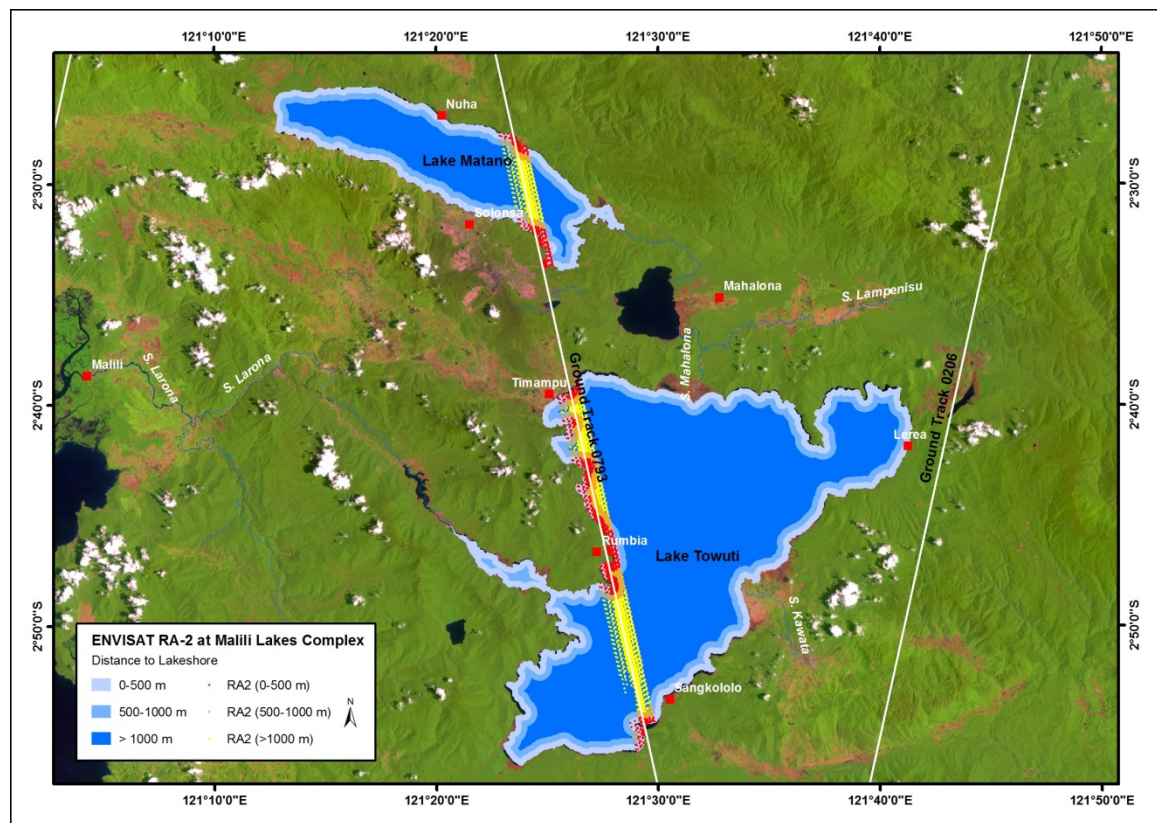 121°10'0"E 121°20'0"E 121°30'0"E 121°40'0"E 121°50'0"E
Nuha
Lake Matano
2°30'0"S 2°30'0"S
Solonsa
Mahalona
S. Lampenisu
S. Mahalona
Malili
S. Larona
S. Larona
Timampu
Ground Track 0793
Ground Track 0206
2°40'0"S 2°40'0"S
Lerea
Rumbia
Lake Towuti
S. Kawata
2°50'0"S 2°50'0"S
Sangkololo
ENVISAT RA-2 at Malili Lakes Complex
Distance to Lakeshore
0-500 m RA2 (0-500 m)
500-1000 m RA2 (500-1000 m)
N
> 1000 m RA2 (>1000 m)
121°10'0"E 121°20'0"E 121°30'0"E 121°40'0"E 121°50'0"E